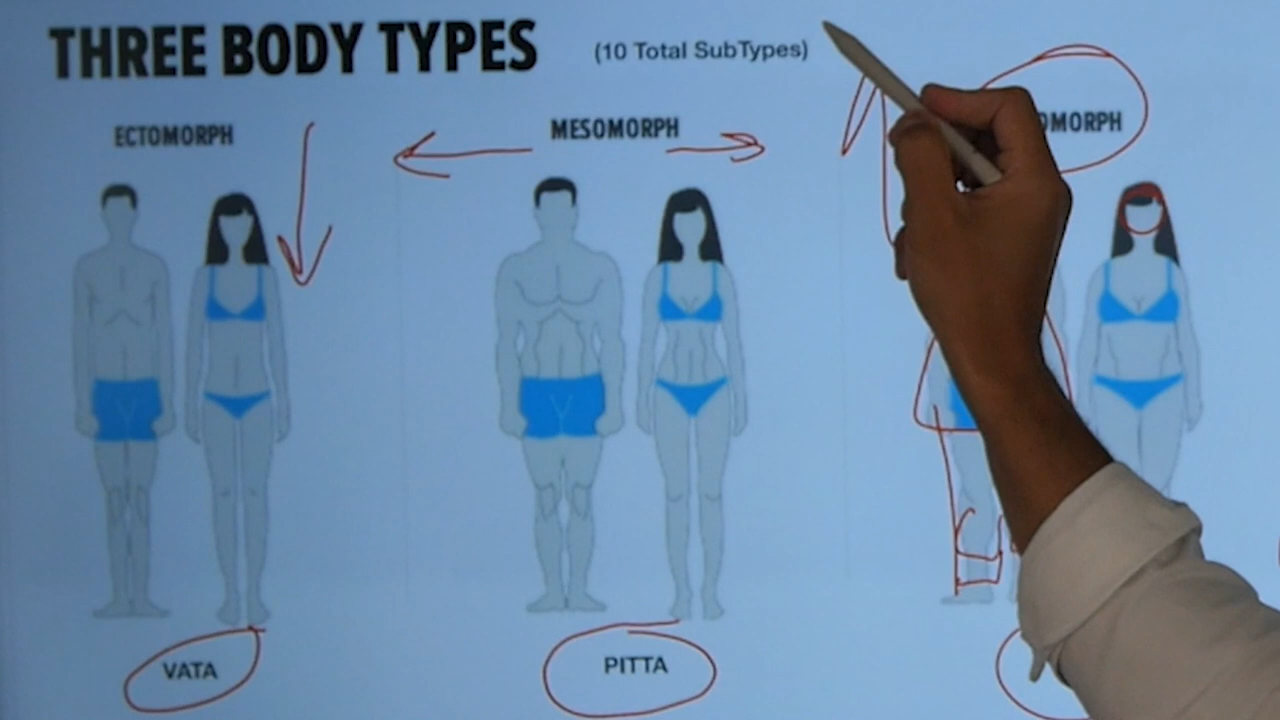 THREE BODY TYPES (10 Total SubTypes)
ECTOMORPH
MESOMORPH
VATA
PITTA